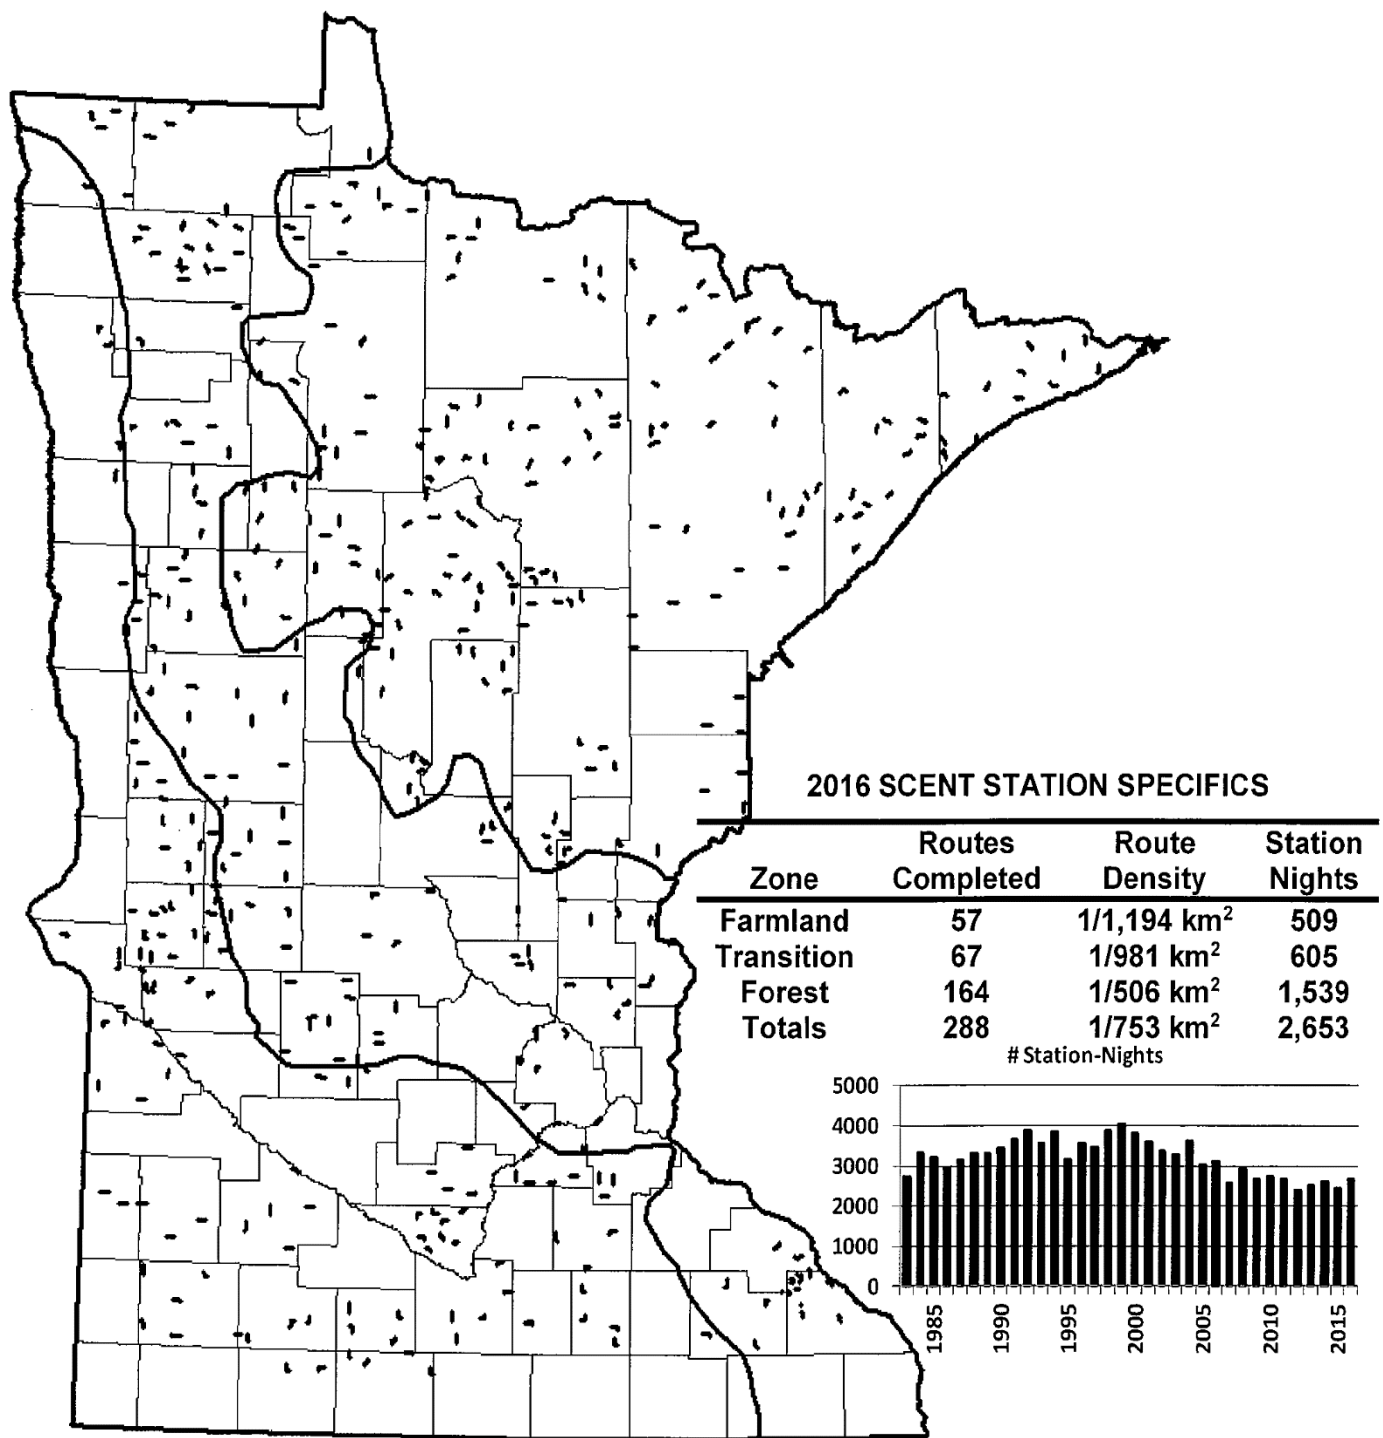 2016 SCENT STATION SPECIFICS
Routes Route Station
Zone Completed Density Nights
Farmland 57 1/1,194 km² 509
Transition 67 1/981 km² 605
Forest 164 1/506 km² 1,539
Totals 288 1/753 km² 2,653
# Station-Nights
5000
4000
3000
2000
1000
0
1985 1990 1995 2000 2005 2010 2015